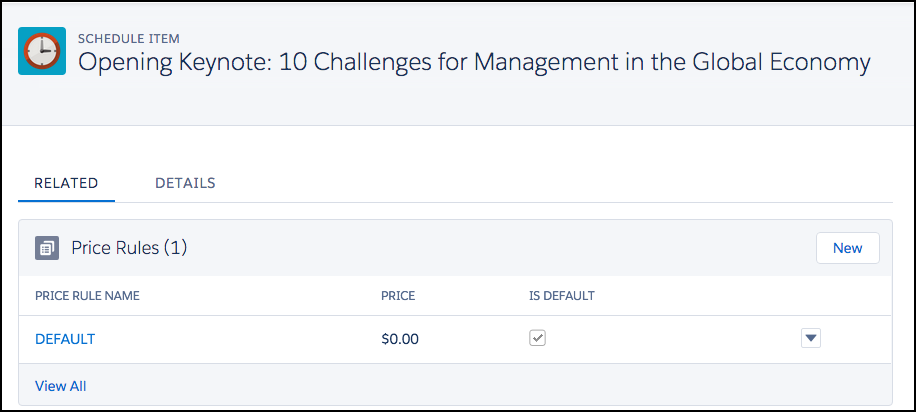 SCHEDULE ITEM
Opening Keynote: 10 Challenges for Management in the Global Economy
RELATED DETAILS
Price Rules (1) New
PRICE RULE NAME PRICE IS DEFAULT
DEFAULT $0.00
View All